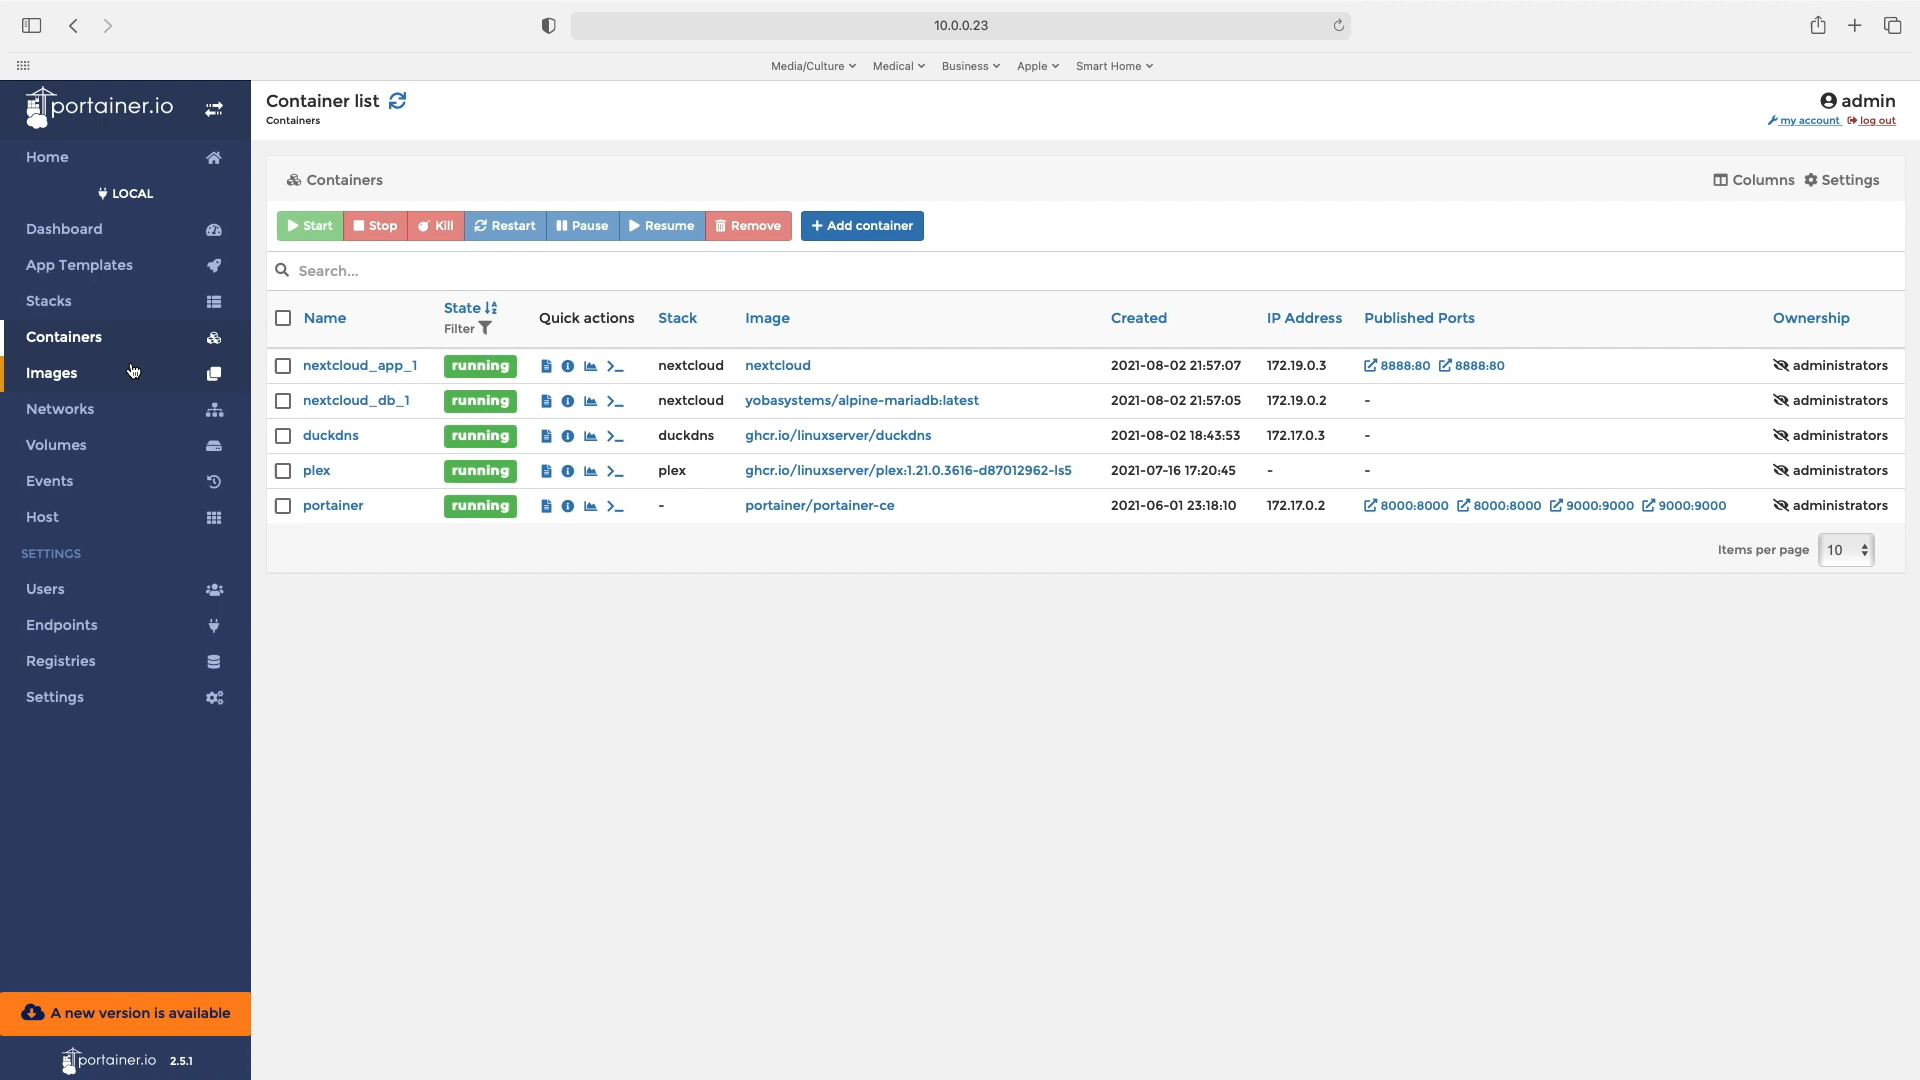 10.0.0.23
Media/Culture Medical Business Apple Smart Home
portainer.io
Container list
Containers
admin
my account log out
Home
LOCAL
Dashboard
App Templates
Stacks
Containers
Images
Networks
Volumes
Events
Host
SETTINGS
Users
Endpoints
Registries
Settings
A new version is available
portainer.io 2.5.1
Containers
Columns Settings
Start Stop Kill Restart Pause Resume Remove Add container
Search...
Name State Filter Quick actions Stack Image Created IP Address Published Ports Ownership
nextcloud_app_1 running nextcloud nextcloud 2021-08-02 21:57:07 172.19.0.3 8888:80 8888:80 administrators
nextcloud_db_1 running nextcloud yobasystems/alpine-mariadb:latest 2021-08-02 21:57:05 172.19.0.2 - administrators
duckdns running duckdns ghcr.io/linuxserver/duckdns 2021-08-02 18:43:53 172.17.0.3 - administrators
plex running plex ghcr.io/linuxserver/plex:1.21.0.3616-d87012962-ls5 2021-07-16 17:20:45 - - administrators
portainer running - portainer/portainer-ce 2021-06-01 23:18:10 172.17.0.2 8000:8000 8000:8000 9000:9000 9000:9000 administrators
Items per page 10